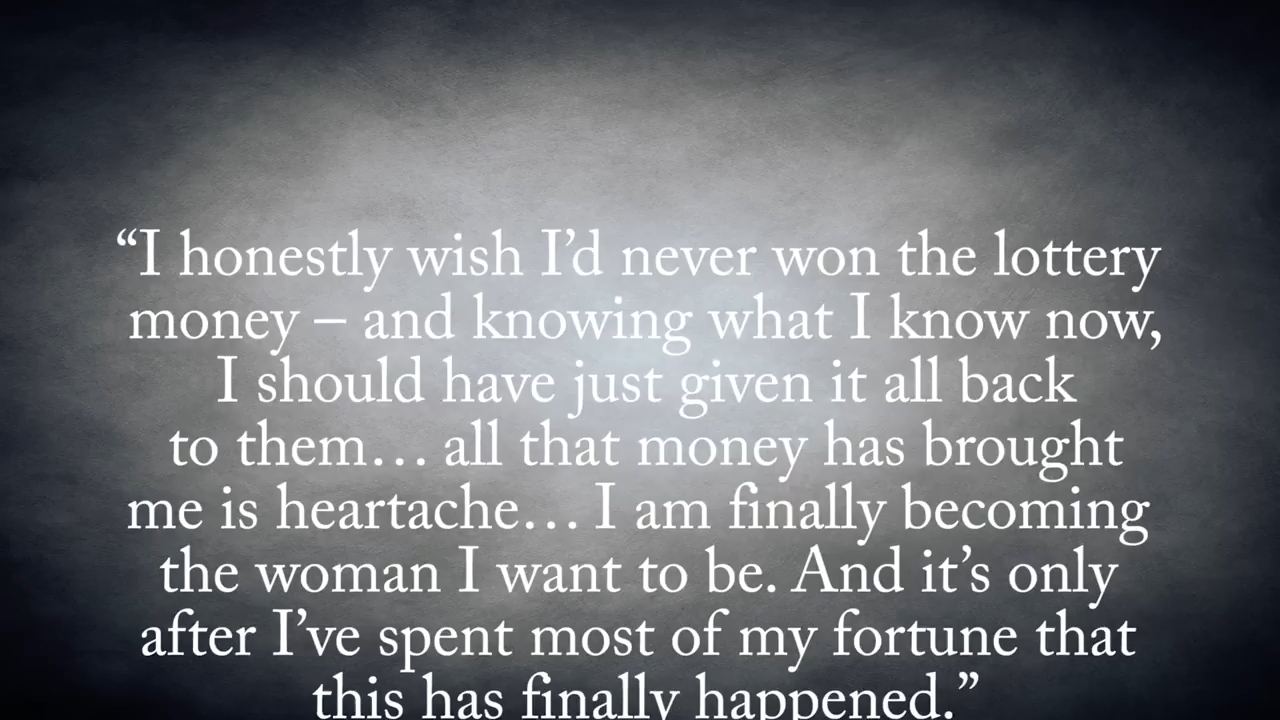 “I honestly wish I’d never won the lottery
money – and knowing what I know now,
I should have just given it all back
to them… all that money has brought
me is heartache… I am finally becoming
the woman I want to be. And it’s only
after I’ve spent most of my fortune that
this has finally happened.”